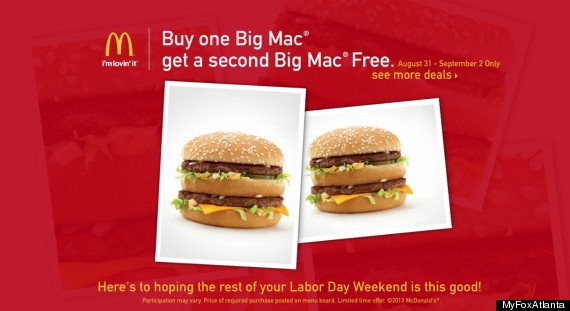 Buy one Big Mac®
get a second Big Mac® Free. August 31 - September 2 Only
i'm lovin' it®
see more deals ›
Here's to hoping the rest of your Labor Day Weekend is this good!
Participation may vary. Price of required purchase posted on menu board. Limited time offer. ©2013 McDonald's®.
MyFoxAtlanta